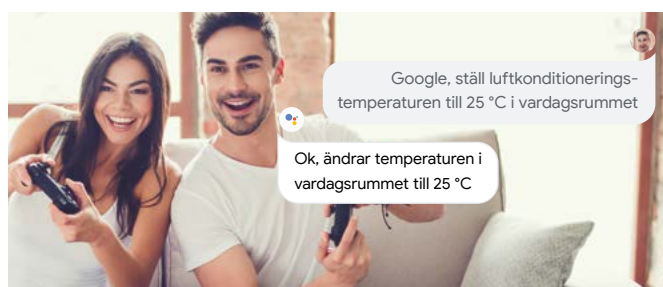 Google, ställ luftkonditionerings-
temperaturen till 25 °C i vardagsrummet
Ok, ändrar temperaturen i
vardagsrummet till 25 °C